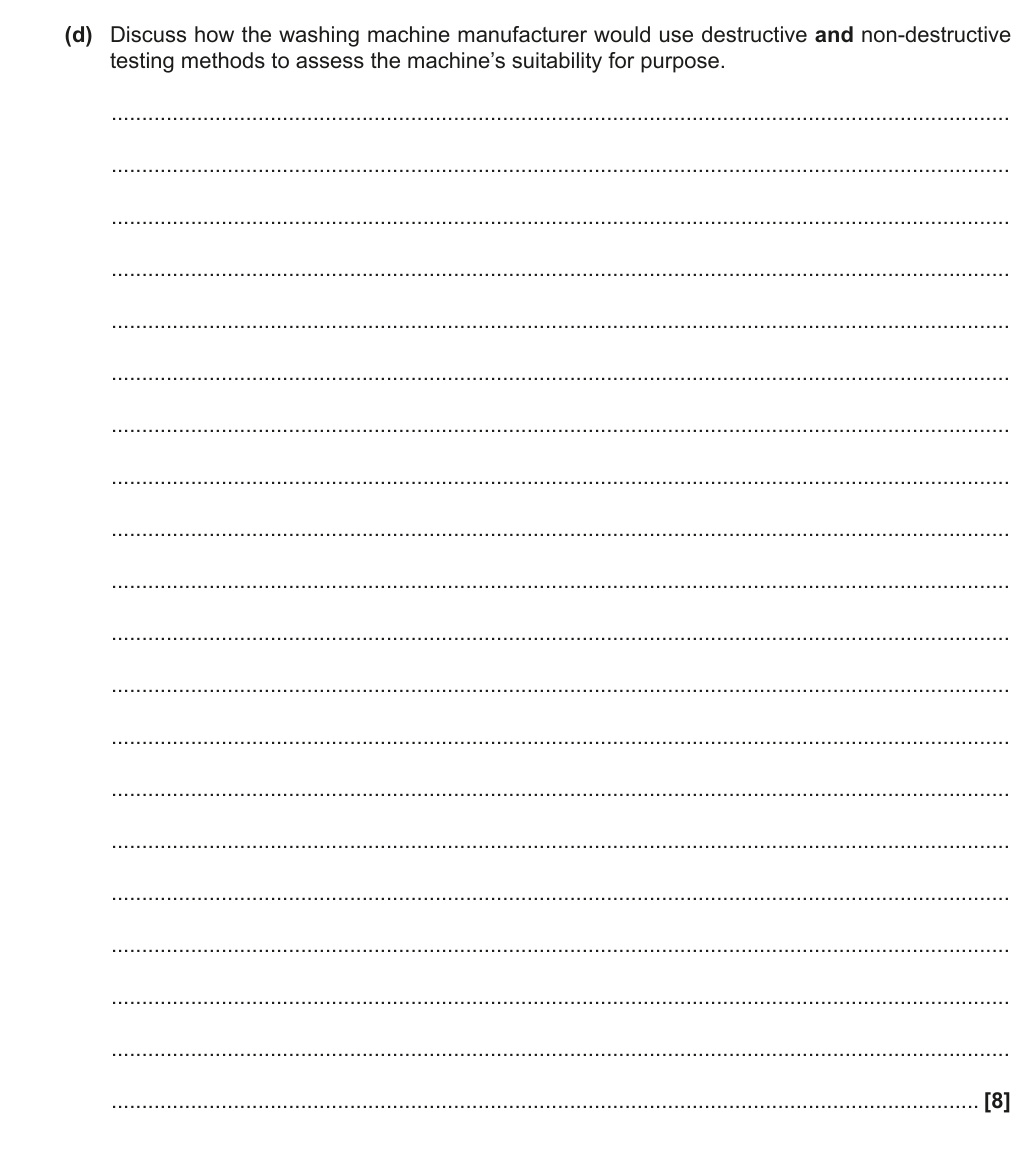 (d) Discuss how the washing machine manufacturer would use destructive and non-destructive
testing methods to assess the machine's suitability for purpose.
[8]